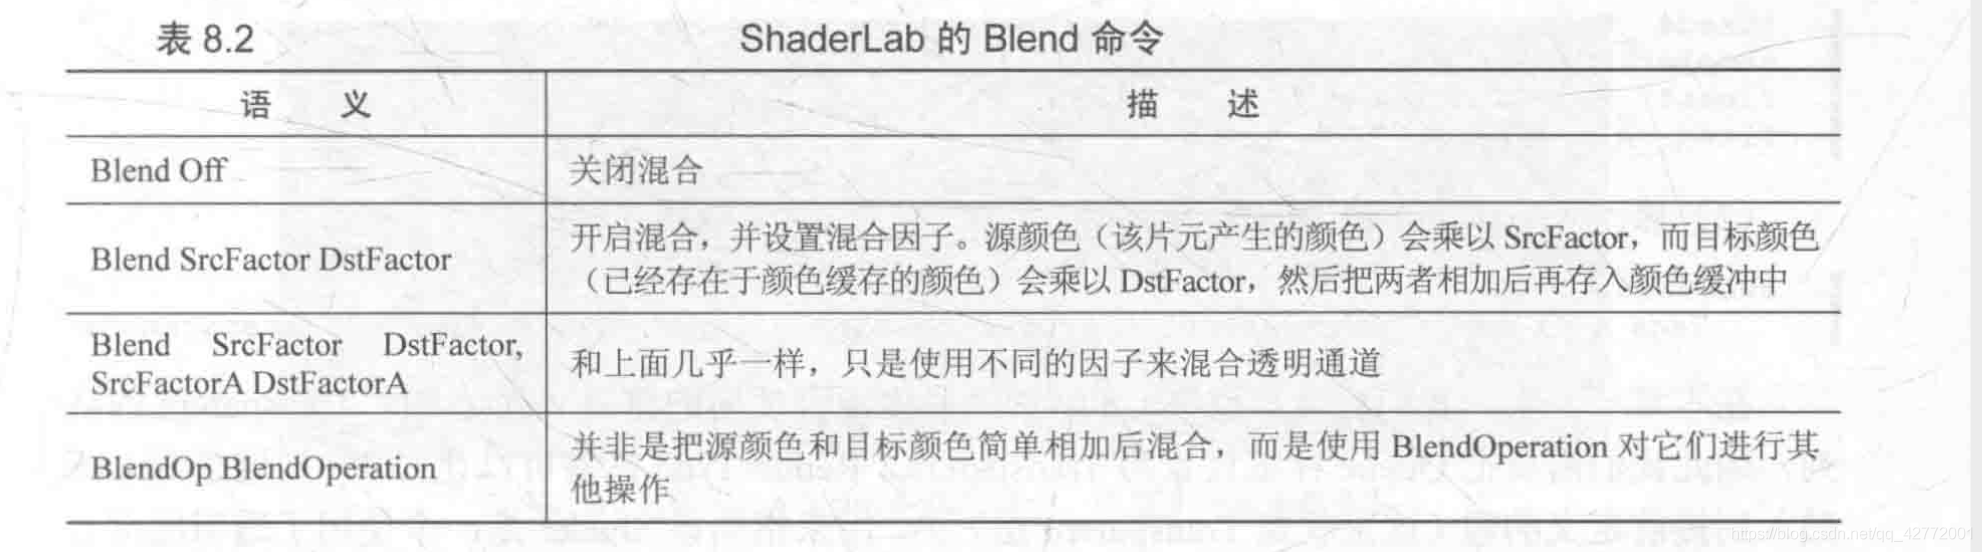 表 8.2 ShaderLab 的 Blend 命令
语 义 描 述
Blend Off 关闭混合
Blend SrcFactor DstFactor 开启混合，并设置混合因子。源颜色（该片元产生的颜色）会乘以 SrcFactor，而目标颜色
（已经存在于颜色缓存的颜色）会乘以 DstFactor，然后把两者相加后再存入颜色缓冲中
Blend SrcFactor DstFactor,
SrcFactorA DstFactorA
和上面几乎一样，只是使用不同的因子来混合透明通道
BlendOp BlendOperation
并非是把源颜色和目标颜色简单相加后混合，而是使用 BlendOperation 对它们进行其
他操作
https://blog.csdn.net/qq_42772001